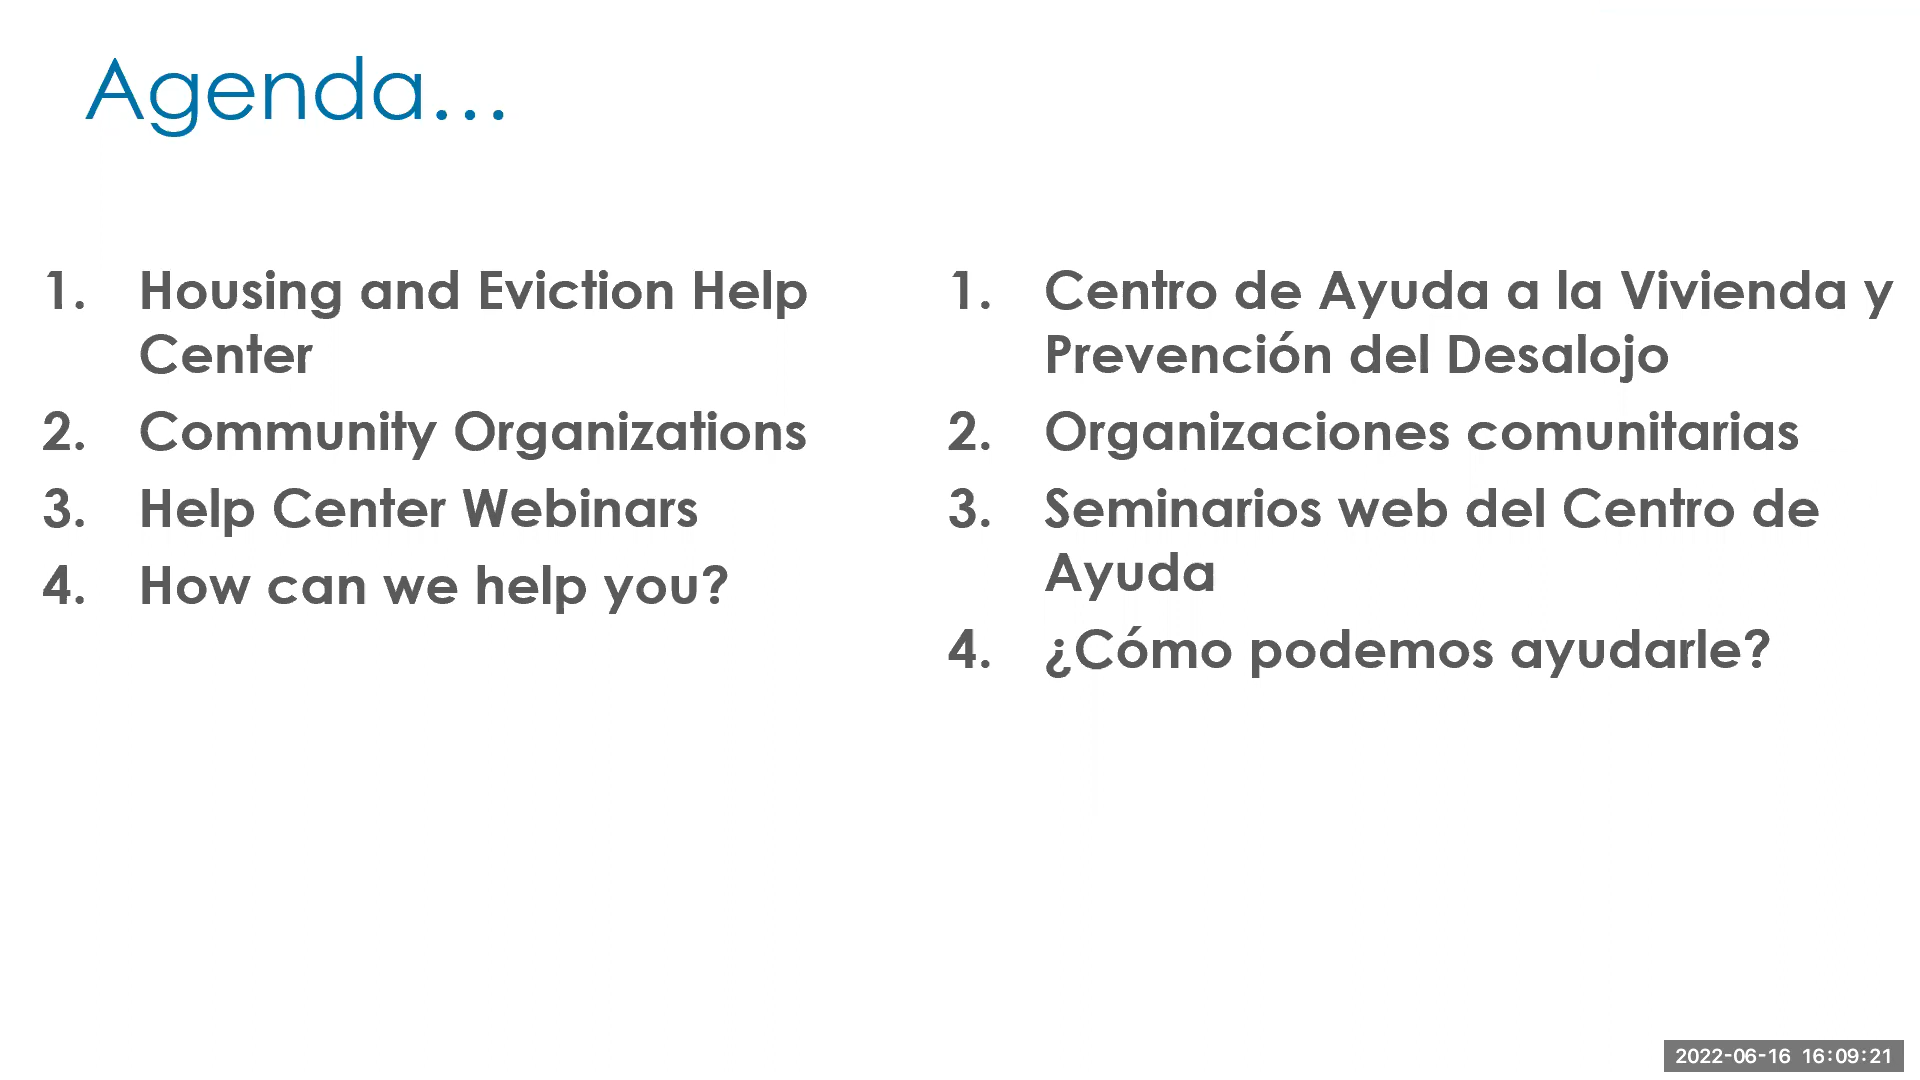 Agenda...
1. Housing and Eviction Help
Center
2. Community Organizations
3. Help Center Webinars
4. How can we help you?
1. Centro de Ayuda a la Vivienda y
Prevención del Desalojo
2. Organizaciones comunitarias
3. Seminarios web del Centro de
Ayuda
4. ¿Cómo podemos ayudarle?
2022-06-16 16:09:21